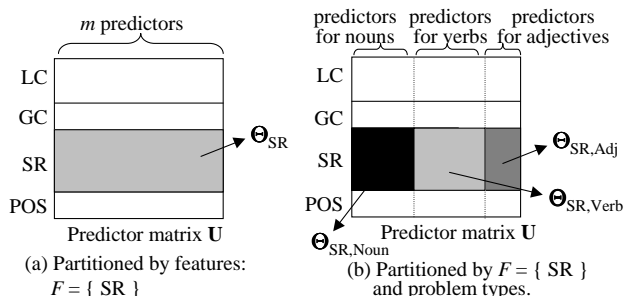 m predictors
LC
GC
SR
POS
Θ_SR
Predictor matrix U
(a) Partitioned by features:
F = { SR }
predictors predictors predictors
for nouns for verbs for adjectives
LC
GC
SR
POS
Θ_SR,Adj
Θ_SR,Verb
Θ_SR,Noun
Predictor matrix U
(b) Partitioned by F = { SR }
and problem types.